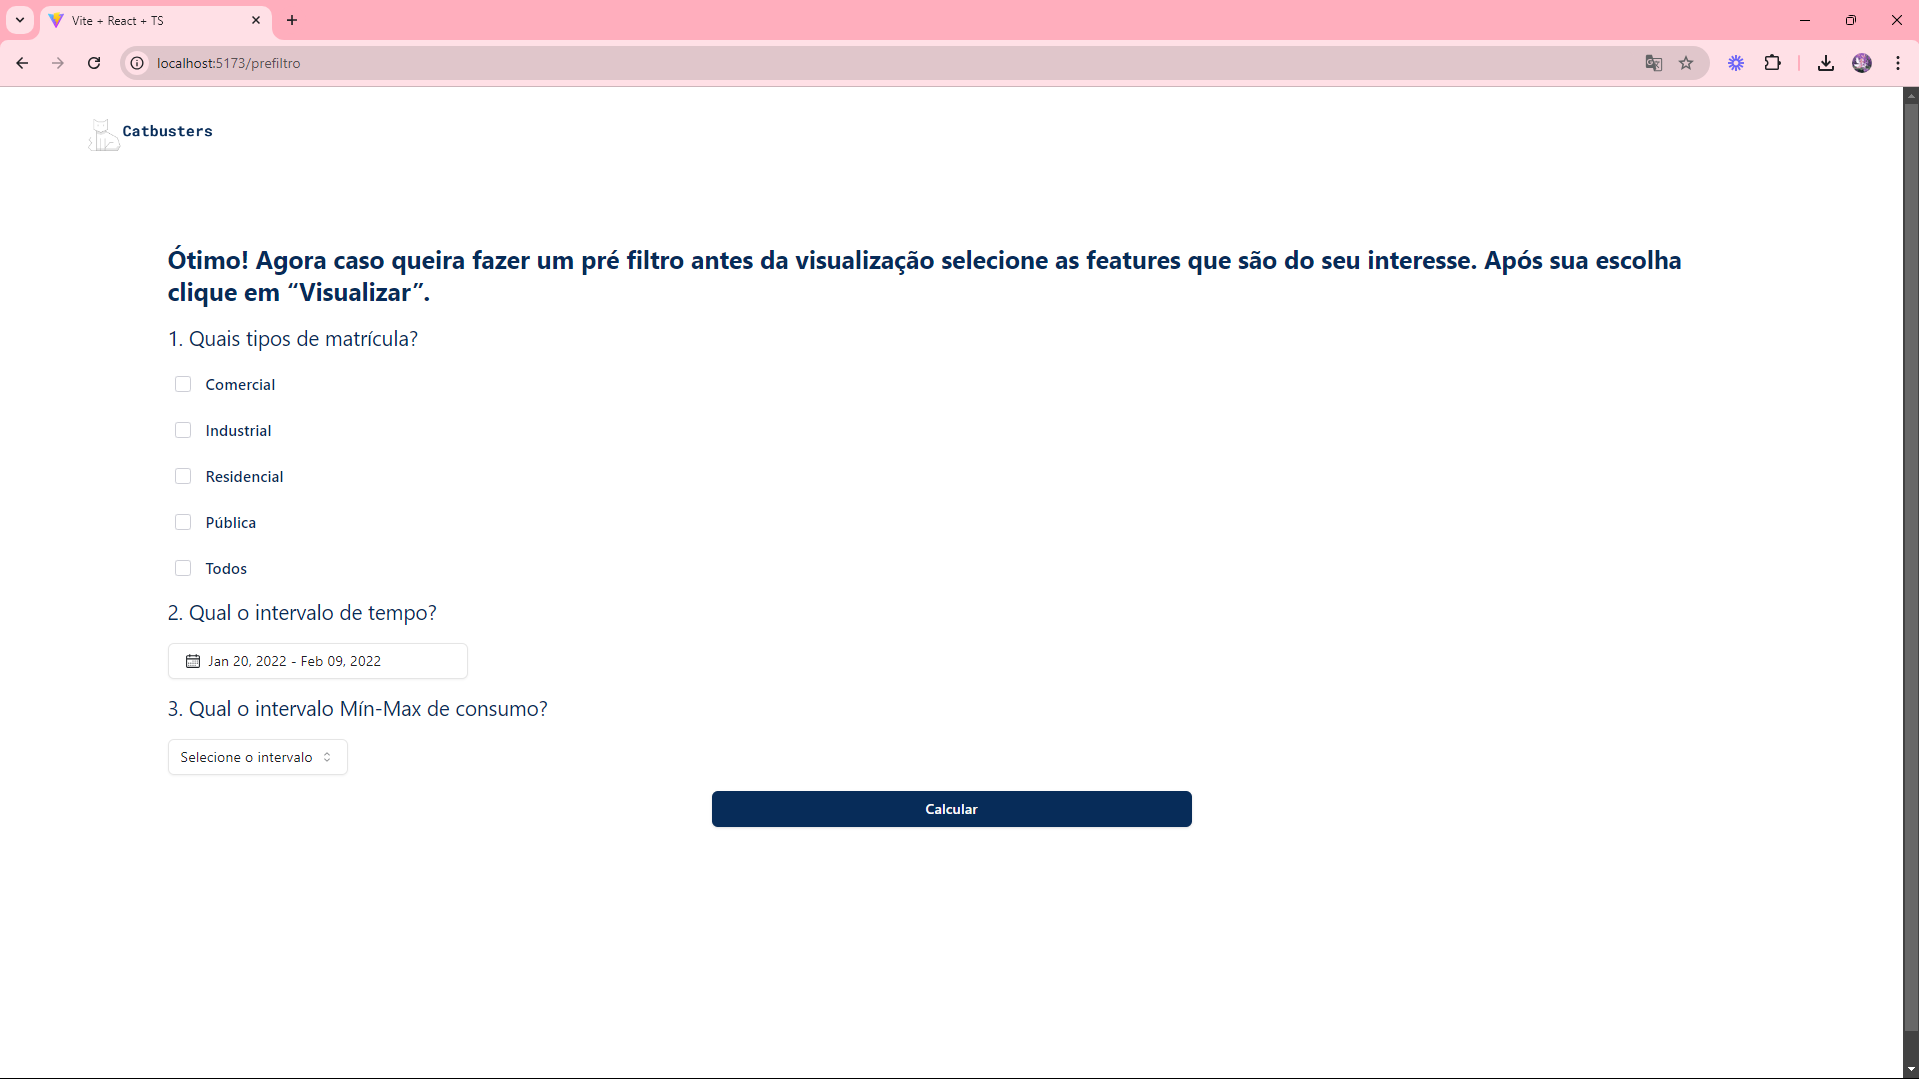 Vite + React + TS
localhost:5173/prefiltro
Catbusters
Ótimo! Agora caso queira fazer um pré filtro antes da visualização selecione as features que são do seu interesse. Após sua escolha
clique em “Visualizar”.
1. Quais tipos de matrícula?
Comercial
Industrial
Residencial
Pública
Todos
2. Qual o intervalo de tempo?
Jan 20, 2022 - Feb 09, 2022
3. Qual o intervalo Mín-Max de consumo?
Selecione o intervalo
Calcular